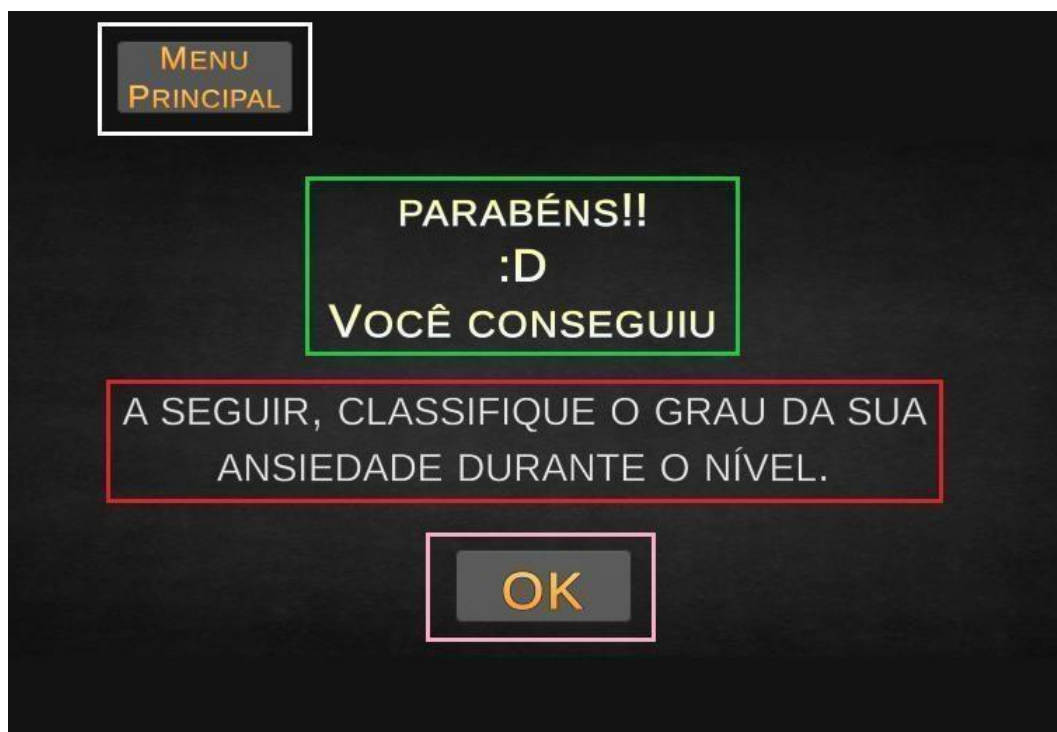 MENU
PRINCIPAL
PARABÉNS!!
:D
VOCÊ CONSEGUIU
A SEGUIR, CLASSIFIQUE O GRAU DA SUA
ANSIEDADE DURANTE O NÍVEL.
OK